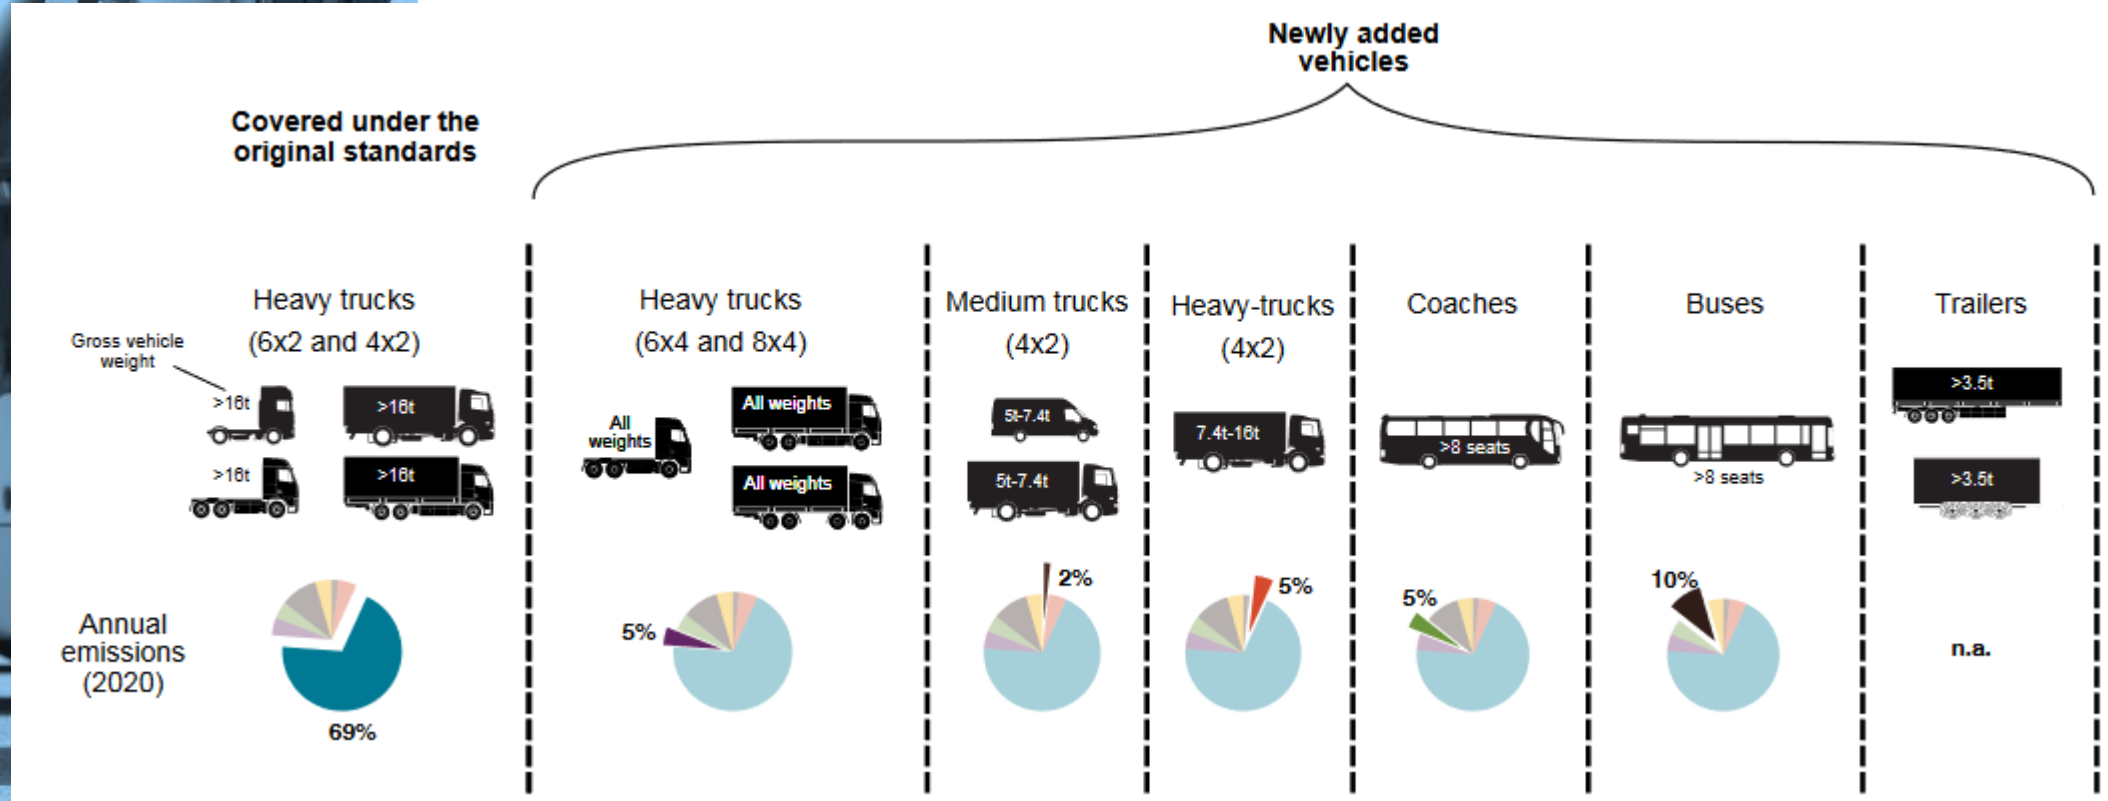 Newly added
vehicles
Covered under the
original standards
Heavy trucks
(6x2 and 4x2)
Heavy trucks
(6x4 and 8x4)
Medium trucks
(4x2)
Heavy-trucks
(4x2)
Coaches
Buses
Trailers
Gross vehicle
weight
>16t
>16t
>16t
>16t
All
weights
All weights
All weights
5t-7.4t
5t-7.4t
7.4t-16t
>8 seats
>8 seats
>3.5t
>3.5t
Annual
emissions
(2020)
69%
5%
2%
5%
5%
10%
n.a.